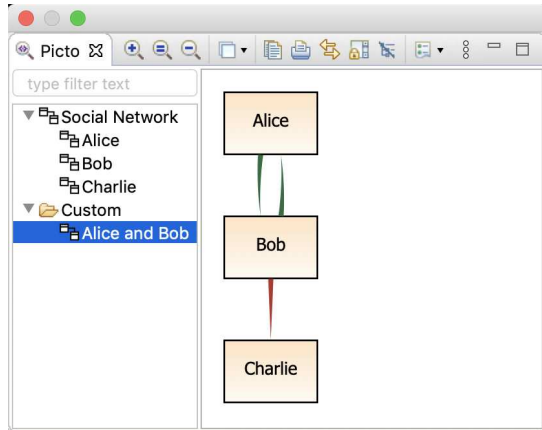 Picto
type filter text
Social Network
Alice
Bob
Charlie
Custom
Alice and Bob
Alice
Bob
Charlie